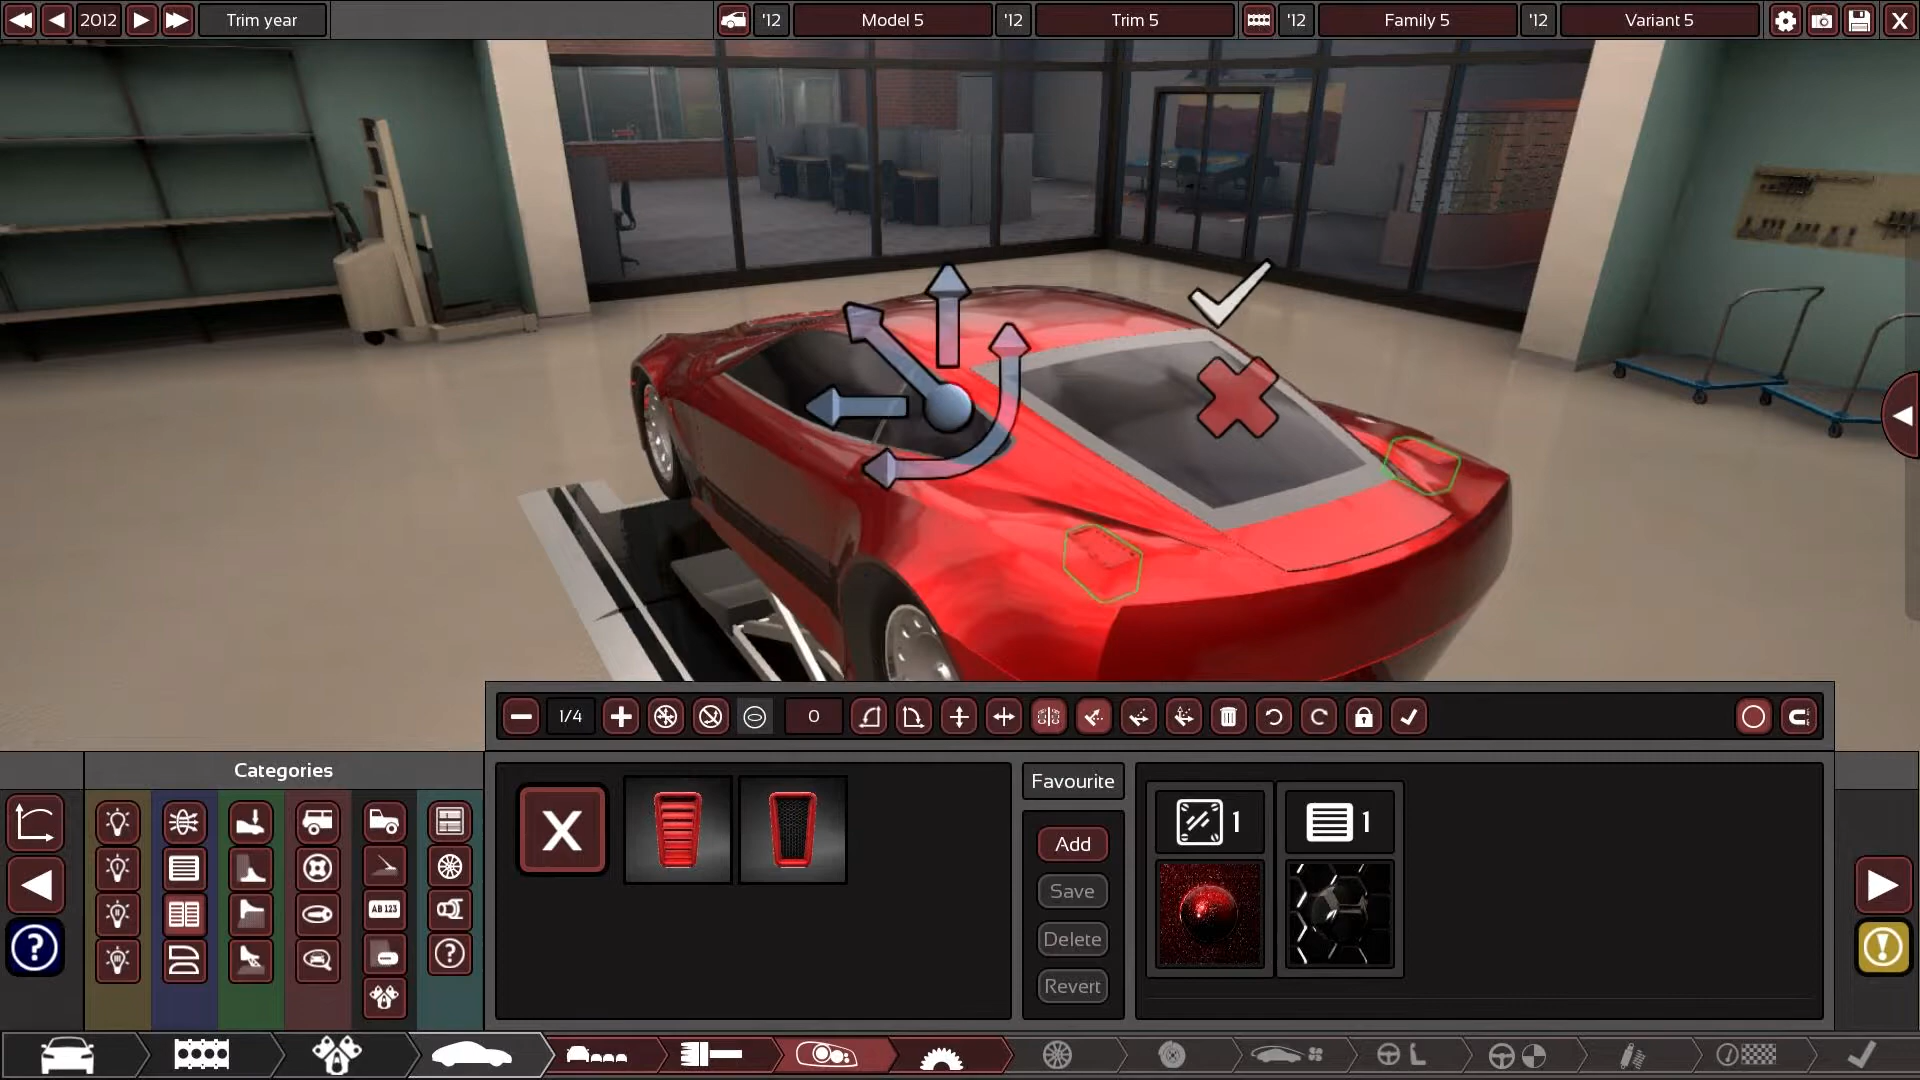 2012 Trim year '12 Model 5 '12 Trim 5 '12 Family 5 '12 Variant 5
1/4 0
Categories
Favourite
X
Add
Save
Delete
Revert
1 1
AB 123
?
?
!